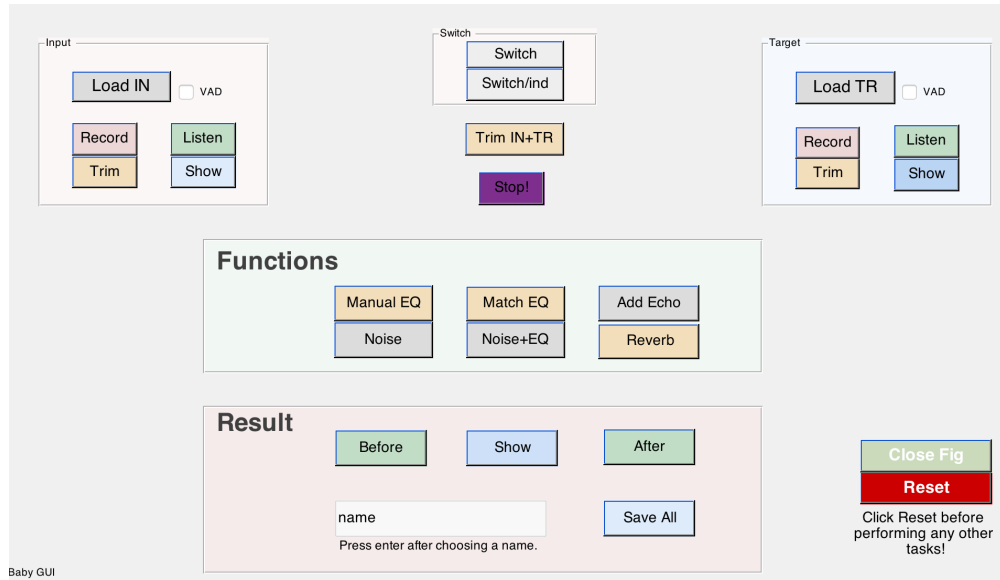 Input
Load IN
VAD
Record
Listen
Trim
Show
Switch
Switch
Switch/ind
Trim IN+TR
Stop!
Target
Load TR
VAD
Record
Listen
Trim
Show
Functions
Manual EQ
Match EQ
Add Echo
Noise
Noise+EQ
Reverb
Result
Before
Show
After
name
Save All
Press enter after choosing a name.
Close Fig
Reset
Click Reset before
performing any other
tasks!
Baby GUI